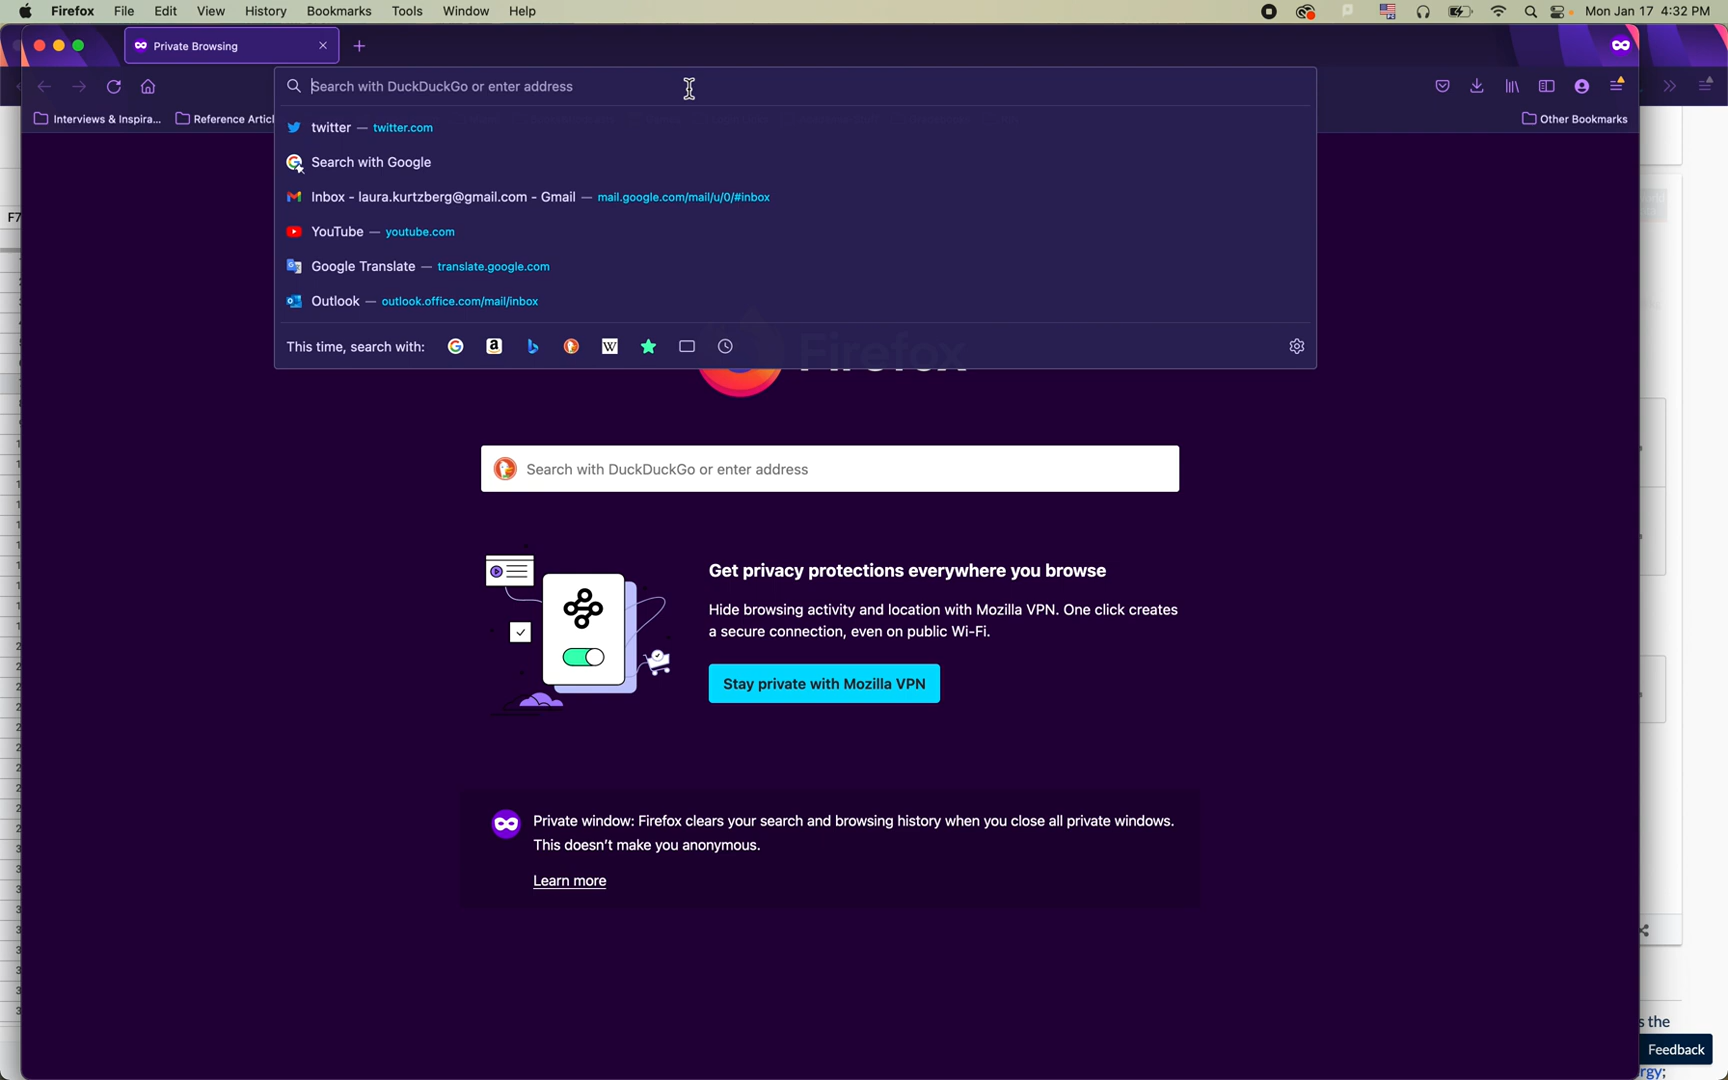 Firefox File Edit View History Bookmarks Tools Window Help Mon Jan 17 4:32 PM
Private Browsing
Search with DuckDuckGo or enter address
Interviews & Inspira... Reference Articl Other Bookmarks
twitter — twitter.com
Search with Google
Inbox - laura.kurtzberg@gmail.com - Gmail — mail.google.com/mail/u/0/#inbox
F7
YouTube — youtube.com
Google Translate — translate.google.com
Outlook — outlook.office.com/mail/inbox
This time, search with:
Firefox
Search with DuckDuckGo or enter address
Get privacy protections everywhere you browse
Hide browsing activity and location with Mozilla VPN. One click creates
a secure connection, even on public Wi-Fi.
Stay private with Mozilla VPN
Private window: Firefox clears your search and browsing history when you close all private windows.
This doesn't make you anonymous.
Learn more
s the
Feedback
rgy;